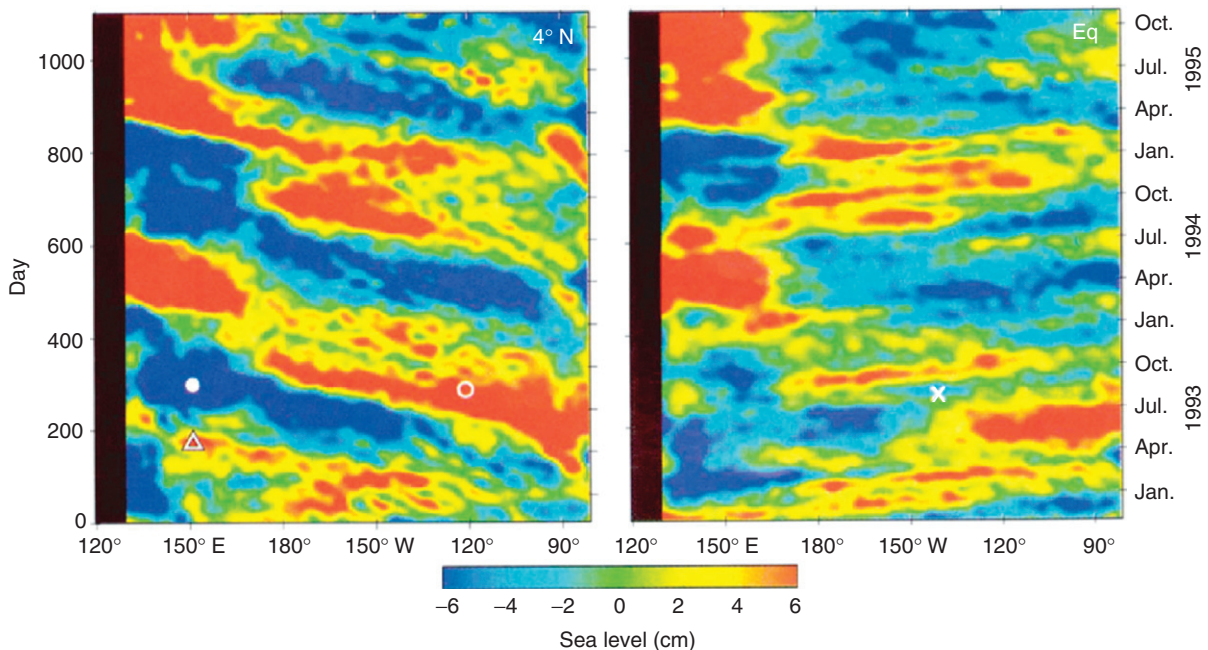 4° N
Eq
1000
800
600
400
200
0
Day
120°
150° E
180°
150° W
120°
90°
120°
150° E
180°
150° W
120°
90°
Oct.
Jul.
Apr.
Jan.
Oct.
Jul.
Apr.
Jan.
Oct.
Jul.
Apr.
Jan.
1995
1994
1993
−6
−4
−2
0
2
4
6
Sea level (cm)